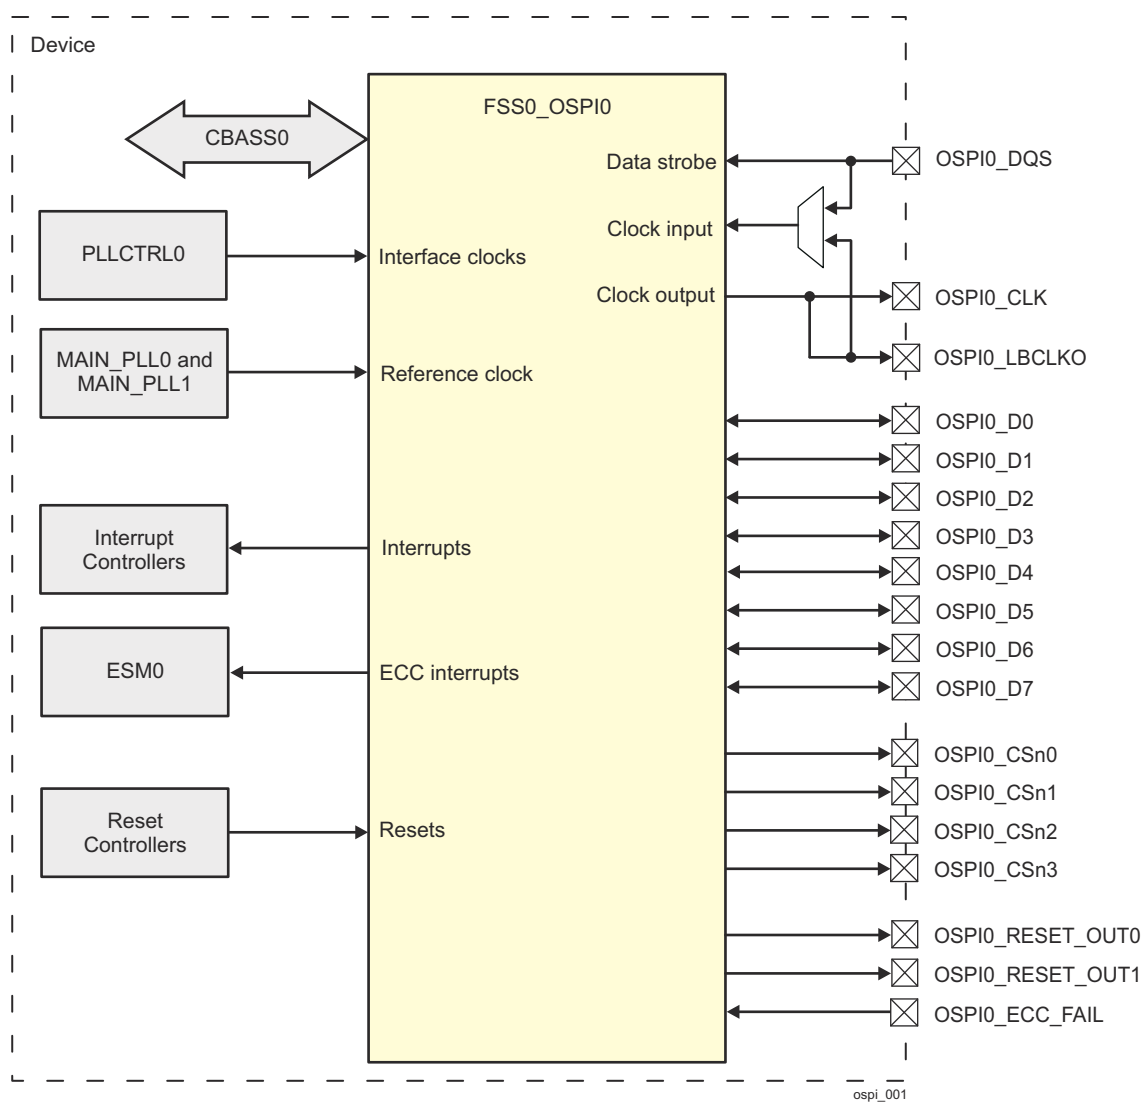 Device
FSS0_OSPI0
CBASS0
Data strobe
OSPI0_DQS
Clock input
PLLCTRL0
Interface clocks
Clock output
OSPI0_CLK
MAIN_PLL0 and
MAIN_PLL1
Reference clock
OSPI0_LBCLKO
OSPI0_D0
OSPI0_D1
OSPI0_D2
OSPI0_D3
OSPI0_D4
OSPI0_D5
OSPI0_D6
OSPI0_D7
Interrupt
Controllers
Interrupts
ESM0
ECC interrupts
OSPI0_CSn0
OSPI0_CSn1
OSPI0_CSn2
OSPI0_CSn3
Reset
Controllers
Resets
OSPI0_RESET_OUT0
OSPI0_RESET_OUT1
OSPI0_ECC_FAIL
ospi_001